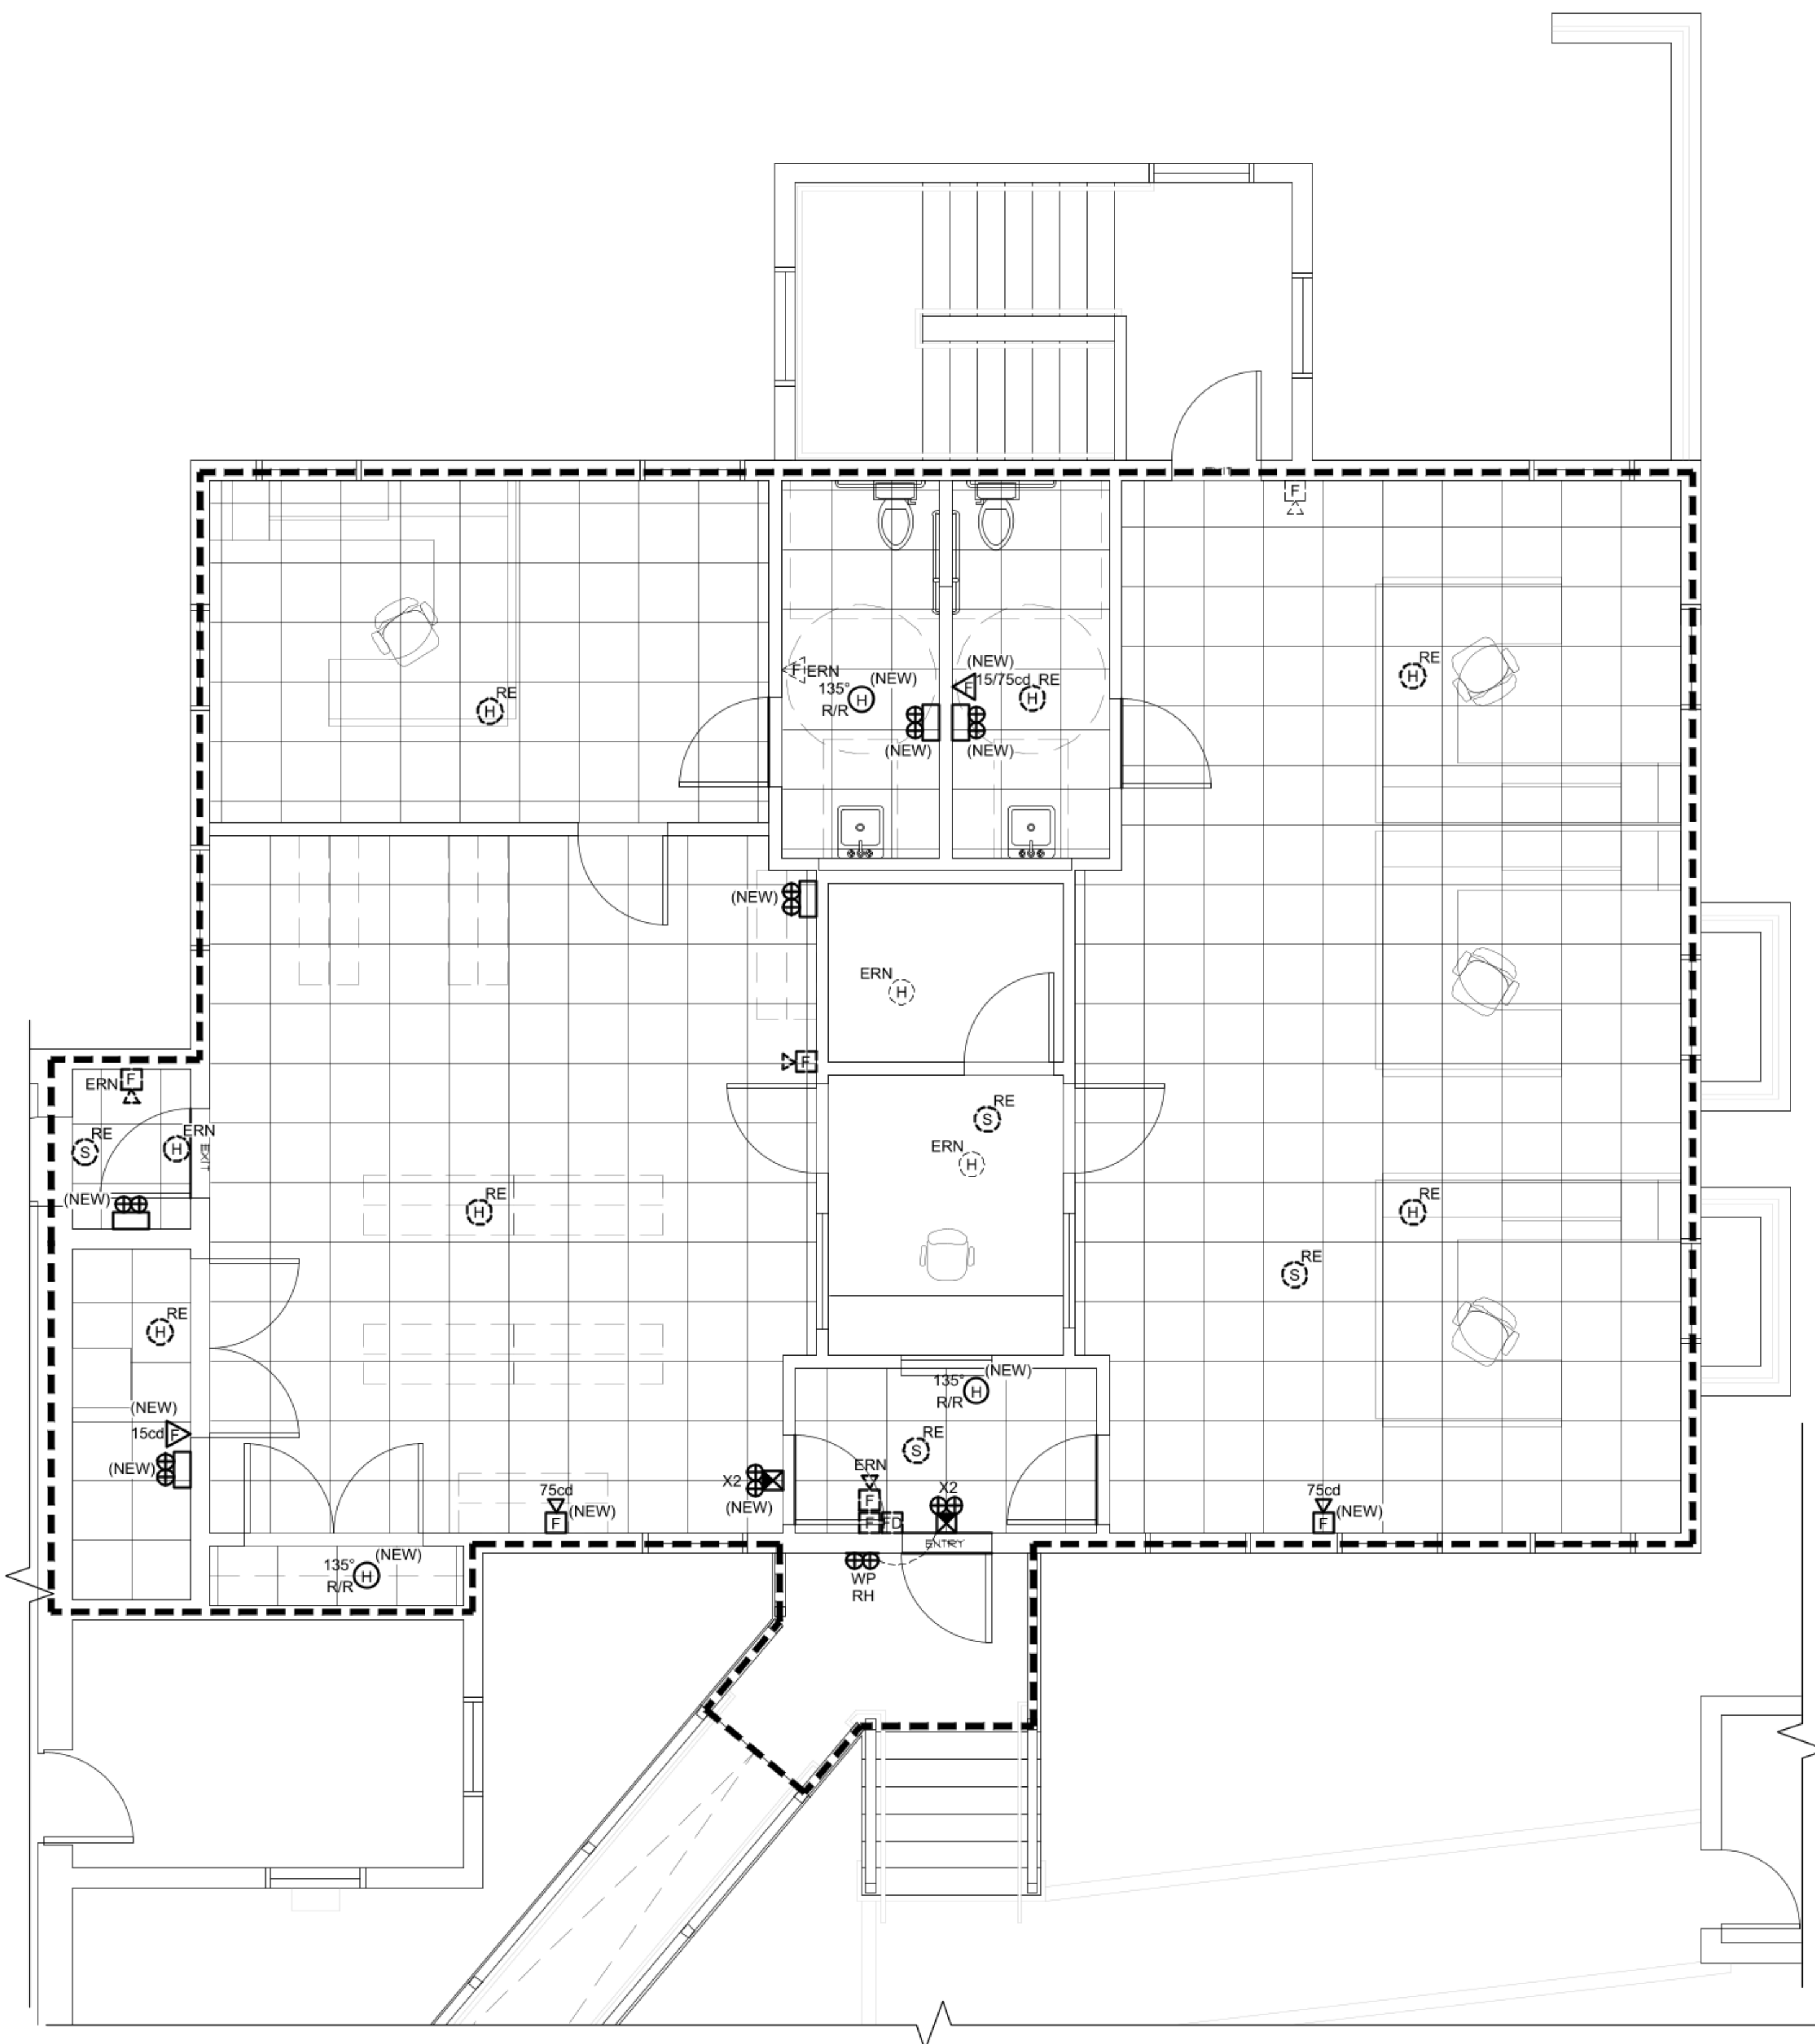 F
F ERN
135°
R/R
H
(NEW)
(NEW)
(NEW)
F
15/75cd
RE
H
(NEW)
RE
H
RE
H
(NEW)
ERN
H
F
ERN
F
RE
S
ERN
H
EXIT
(NEW)
RE
S
ERN
H
RE
H
RE
H
RE
S
RE
H
(NEW)
15cd
F
(NEW)
(NEW)
135°
R/R
H
RE
S
X2
(NEW)
ERN
F
F
FD
X2
75cd
(NEW)
F
75cd
(NEW)
F
ENTRY
WP
RH
135°
R/R
H
(NEW)